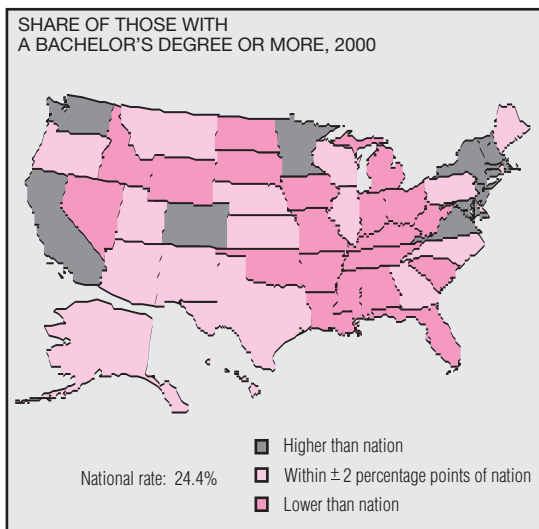 SHARE OF THOSE WITH
A BACHELOR'S DEGREE OR MORE, 2000
Higher than nation
National rate: 24.4%
Within ± 2 percentage points of nation
Lower than nation